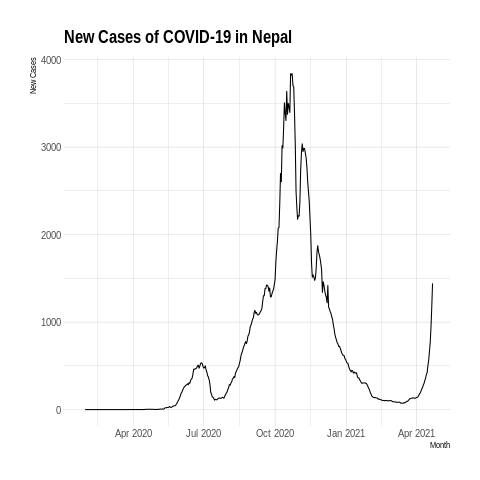 New Cases of COVID-19 in Nepal
New Cases
4000
3000
2000
1000
0
Apr 2020 Jul 2020 Oct 2020 Jan 2021 Apr 2021
Month